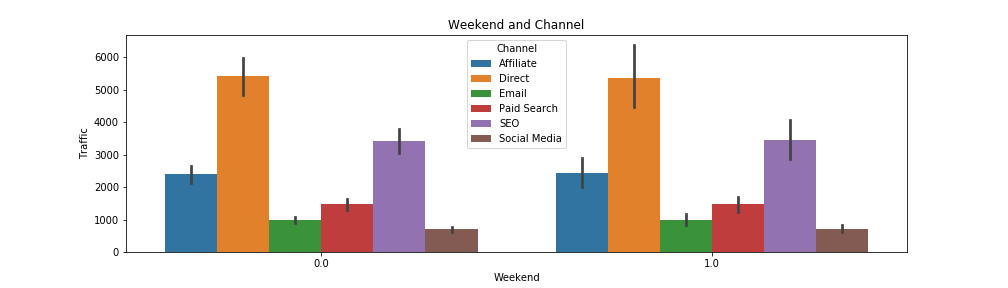 Weekend and Channel
Channel
Affiliate
Direct
Email
Paid Search
SEO
Social Media
Traffic
6000
5000
4000
3000
2000
1000
0
0.0
1.0
Weekend